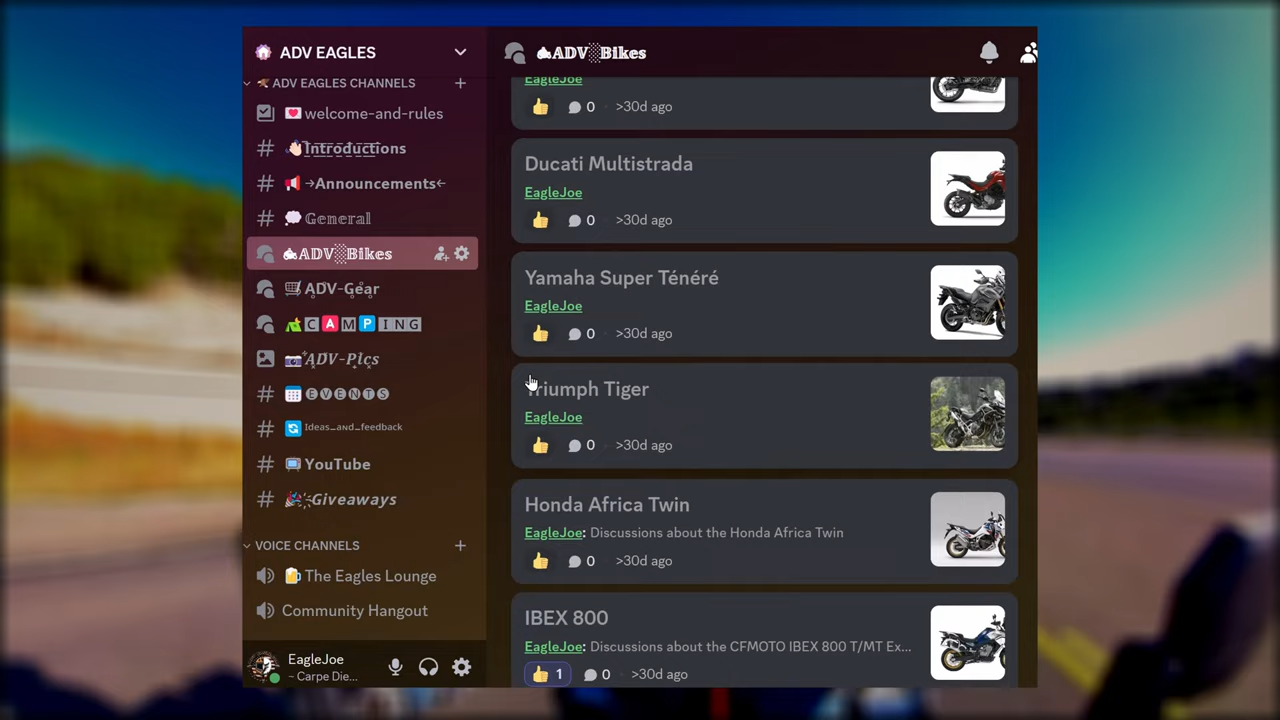 ADV EAGLES
ADV EAGLES CHANNELS
welcome-and-rules
Introductions
→Announcements←
General
ADV░Bikes
ADV-Gear
CAMPING
ADV-Pics
EVENTS
Ideas_and_feedback
YouTube
Giveaways
VOICE CHANNELS
The Eagles Lounge
Community Hangout
EagleJoe
~ Carpe Die...
ADV░Bikes
EagleJoe
0 >30d ago
Ducati Multistrada
EagleJoe
0 >30d ago
Yamaha Super Ténéré
EagleJoe
0 >30d ago
Triumph Tiger
EagleJoe
0 >30d ago
Honda Africa Twin
EagleJoe: Discussions about the Honda Africa Twin
0 >30d ago
IBEX 800
EagleJoe: Discussions about the CFMOTO IBEX 800 T/MT Ex...
1 0 >30d ago